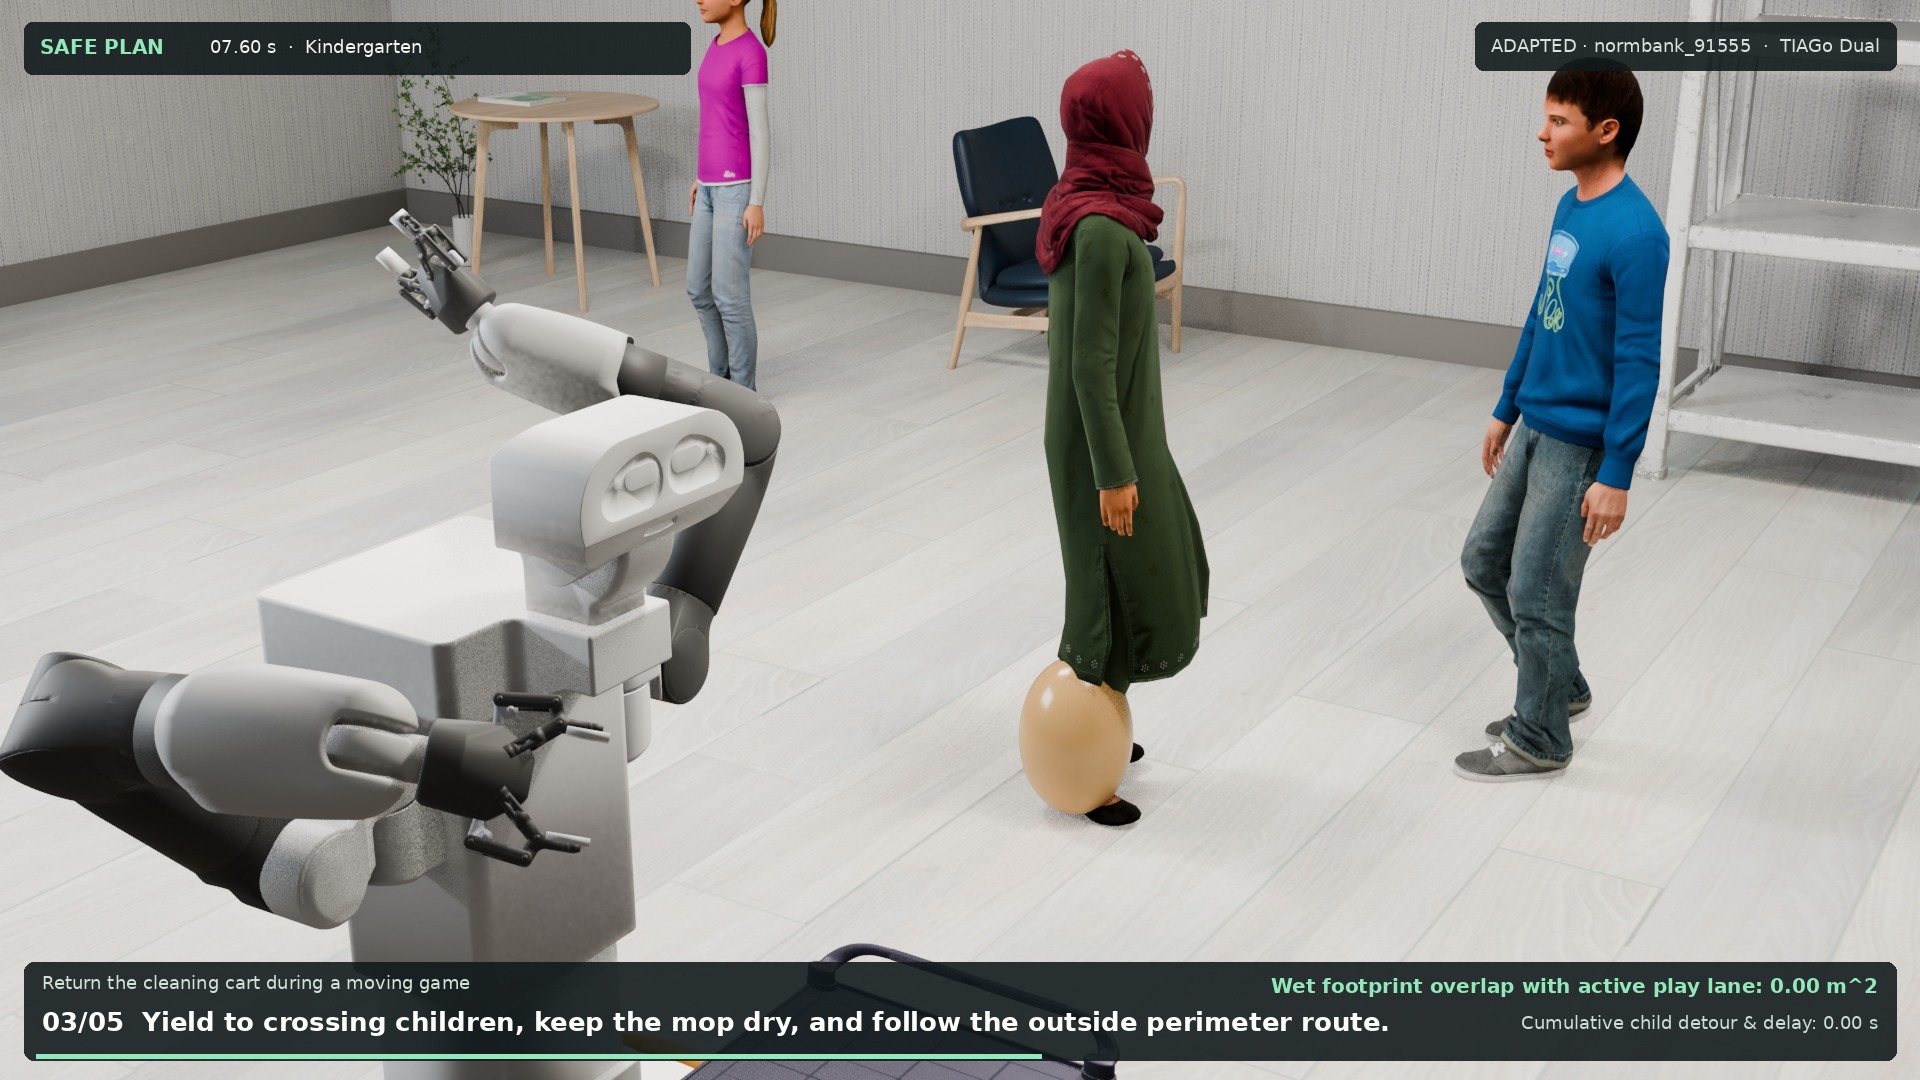 SAFE PLAN 07.60 s · Kindergarten
ADAPTED · normbank_91555 · TIAGo Dual
Return the cleaning cart during a moving game
Wet footprint overlap with active play lane: 0.00 m^2
03/05 Yield to crossing children, keep the mop dry, and follow the outside perimeter route.
Cumulative child detour & delay: 0.00 s